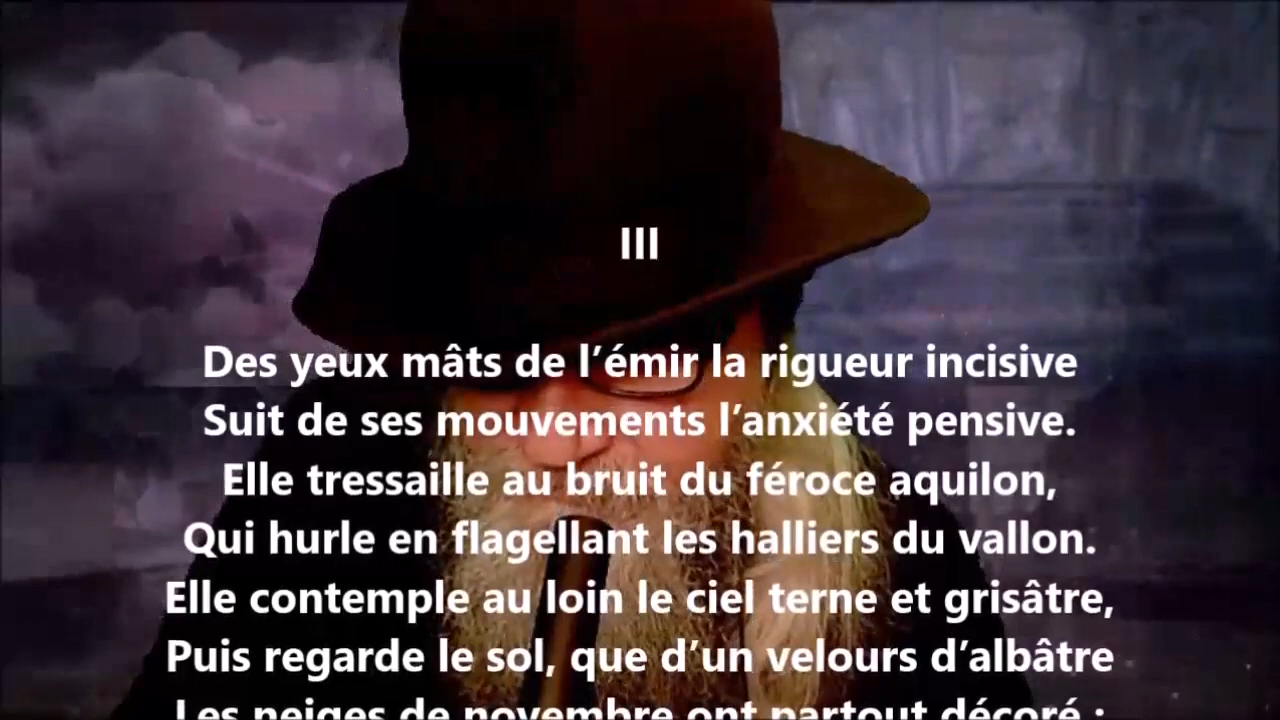 III
Des yeux mâts de l’émir la rigueur incisive
Suit de ses mouvements l’anxiété pensive.
Elle tressaille au bruit du féroce aquilon,
Qui hurle en flagellant les halliers du vallon.
Elle contemple au loin le ciel terne et grisâtre,
Puis regarde le sol, que d’un velours d’albâtre
Les neiges de novembre ont partout décoré ;